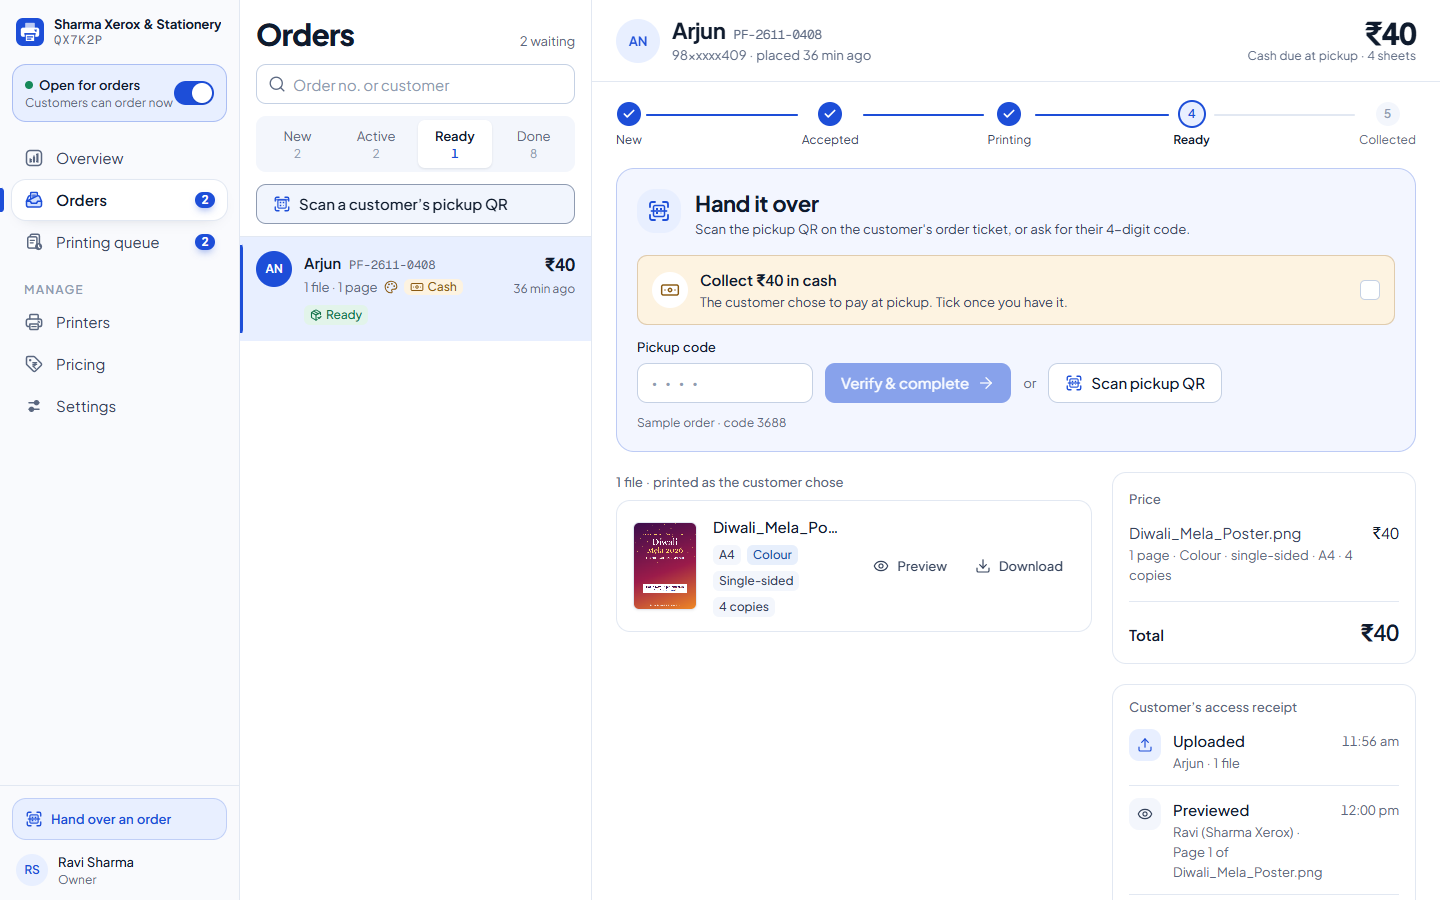 Sharma Xerox & Stationery
QX7K2P
Open for orders
Customers can order now
Overview
Orders
2
Printing queue
2
MANAGE
Printers
Pricing
Settings
Hand over an order
RS
Ravi Sharma
Owner
Orders
2 waiting
Order no. or customer
New
2
Active
2
Ready
1
Done
8
Scan a customer's pickup QR
AN
Arjun PF-2611-0408
₹40
1 file · 1 page
Cash
36 min ago
Ready
AN
Arjun PF-2611-0408
98×xxxx409 · placed 36 min ago
₹40
Cash due at pickup · 4 sheets
New
Accepted
Printing
4
Ready
5
Collected
Hand it over
Scan the pickup QR on the customer's order ticket, or ask for their 4-digit code.
Collect ₹40 in cash
The customer chose to pay at pickup. Tick once you have it.
Pickup code
Verify & complete
or
Scan pickup QR
Sample order · code 3688
1 file · printed as the customer chose
Diwali
Mela 2026
Diwali_Mela_Po...
A4 Colour
Single-sided
4 copies
Preview
Download
Price
Diwali_Mela_Poster.png ₹40
1 page · Colour · single-sided · A4 · 4
copies
Total ₹40
Customer's access receipt
Uploaded 11:56 am
Arjun · 1 file
Previewed 12:00 pm
Ravi (Sharma Xerox) ·
Page 1 of
Diwali_Mela_Poster.png